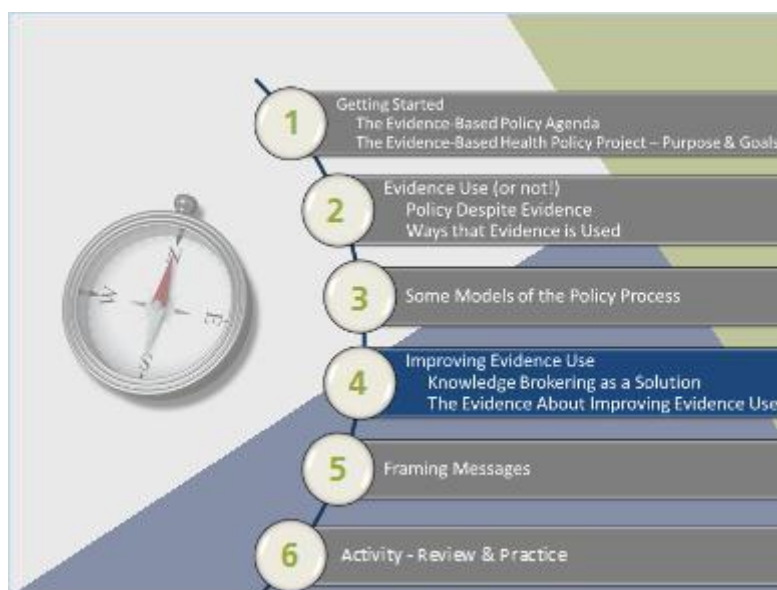 1
Getting Started
The Evidence-Based Policy Agenda
The Evidence-Based Health Policy Project – Purpose & Goals
2
Evidence Use (or not!)
Policy Despite Evidence
Ways that Evidence is Used
3
Some Models of the Policy Process
4
Improving Evidence Use
Knowledge Brokering as a Solution
The Evidence About Improving Evidence Use
5
Framing Messages
6
Activity - Review & Practice
N
W
E
S